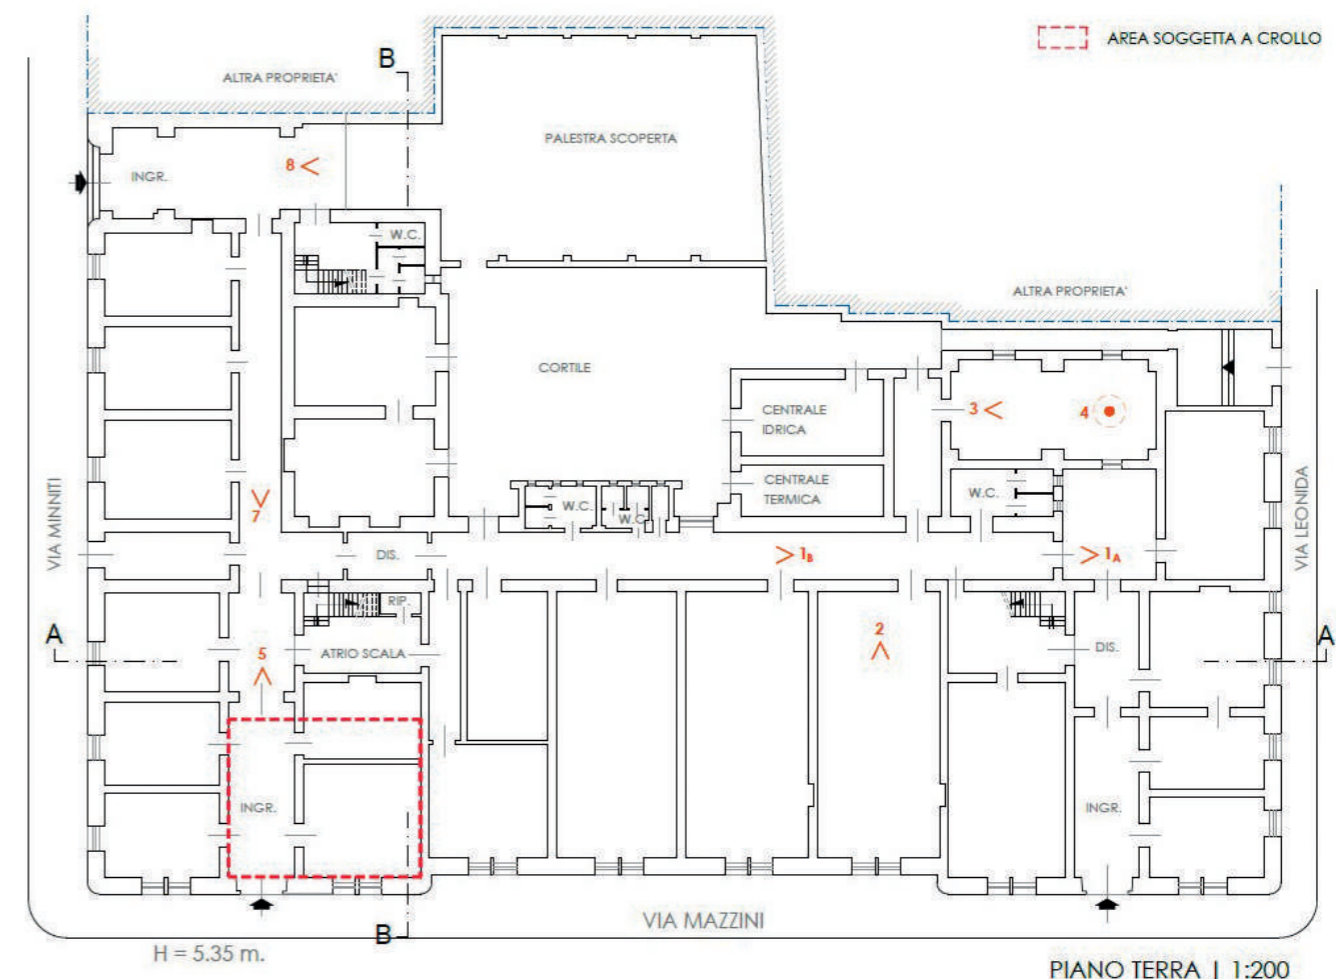 AREA SOGGETTA A CROLLO
B
ALTRA PROPRIETA'
PALESTRA SCOPERTA
8
INGR.
W.C.
ALTRA PROPRIETA'
CORTILE
3
4
CENTRALE
IDRICA
CENTRALE
TERMICA
W.C.
W.C.
W.C.
7
VIA MINNITI
VIA LEONIDA
DIS.
1B
1A
RIP.
A
A
5
ATRIO SCALA
2
DIS.
INGR.
INGR.
VIA MAZZINI
B
H = 5.35 m.
PIANO TERRA | 1:200